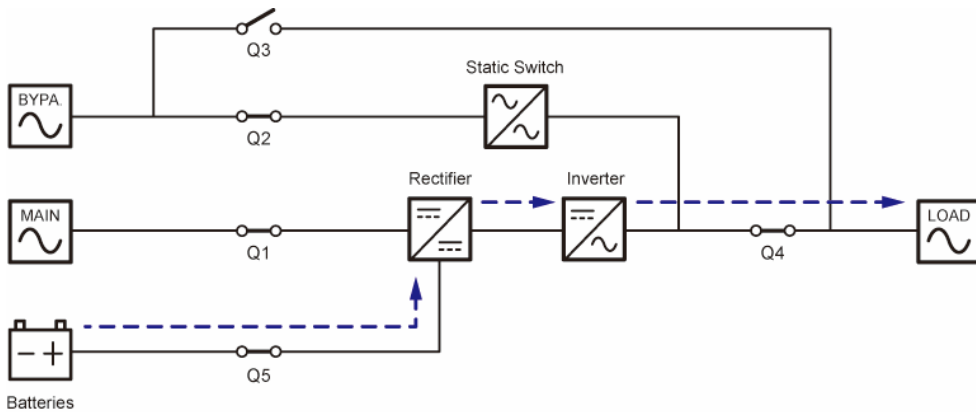 Q3
Static Switch
BYPA.
Q2
Rectifier
Inverter
MAIN
LOAD
Q1
Q4
Q5
Batteries